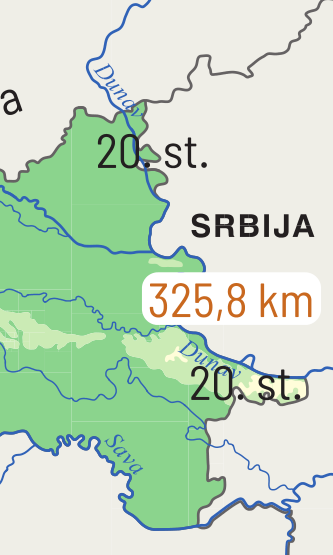 a
Dunav
20. st.
SRBIJA
325,8 km
Dunav
20. st.
Sava